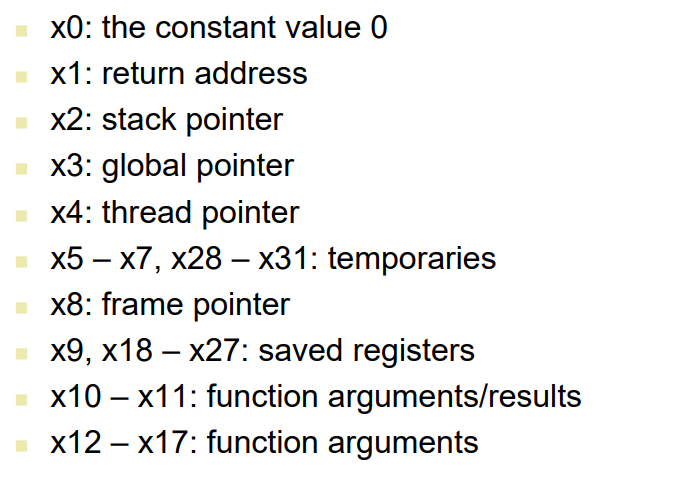 x0: the constant value 0
x1: return address
x2: stack pointer
x3: global pointer
x4: thread pointer
x5 – x7, x28 – x31: temporaries
x8: frame pointer
x9, x18 – x27: saved registers
x10 – x11: function arguments/results
x12 – x17: function arguments